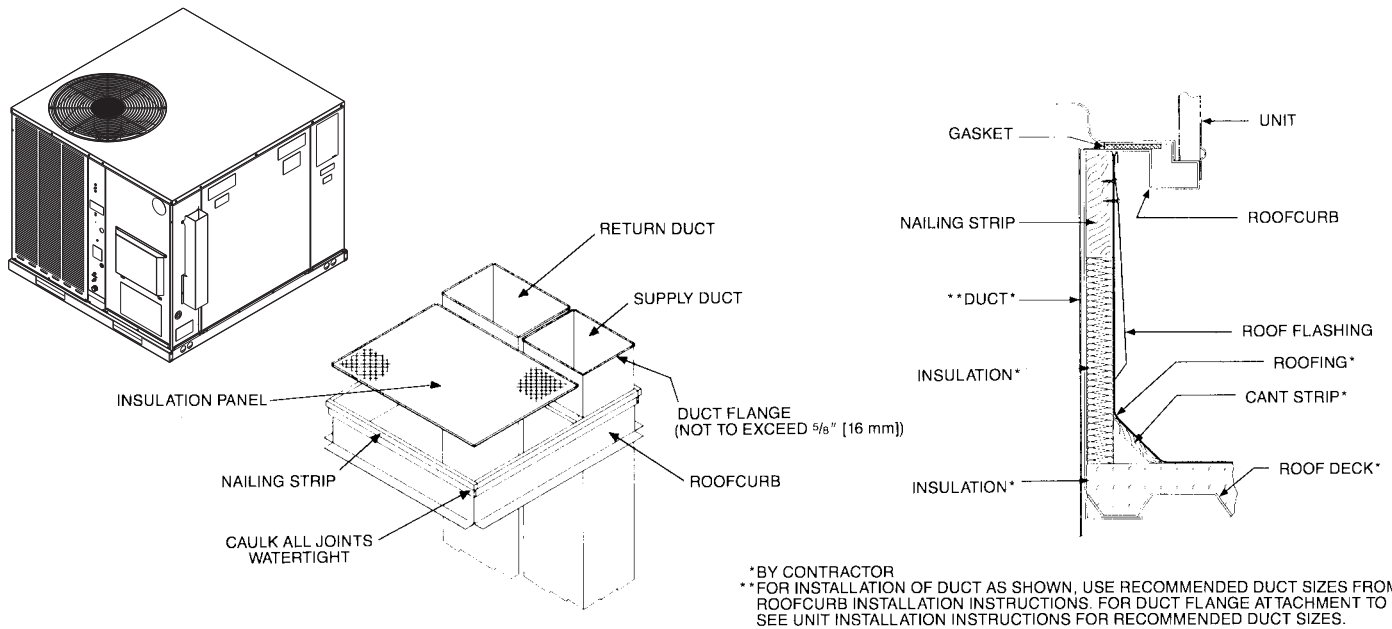 RETURN DUCT
SUPPLY DUCT
INSULATION PANEL
DUCT FLANGE
(NOT TO EXCEED 5/8" [16 mm])
NAILING STRIP
ROOFCURB
CAULK ALL JOINTS
WATERTIGHT
GASKET
UNIT
ROOFCURB
NAILING STRIP
**DUCT*
ROOF FLASHING
ROOFING*
INSULATION*
CANT STRIP*
ROOF DECK*
INSULATION*
*BY CONTRACTOR
**FOR INSTALLATION OF DUCT AS SHOWN, USE RECOMMENDED DUCT SIZES FROM
ROOFCURB INSTALLATION INSTRUCTIONS. FOR DUCT FLANGE ATTACHMENT TO
SEE UNIT INSTALLATION INSTRUCTIONS FOR RECOMMENDED DUCT SIZES.